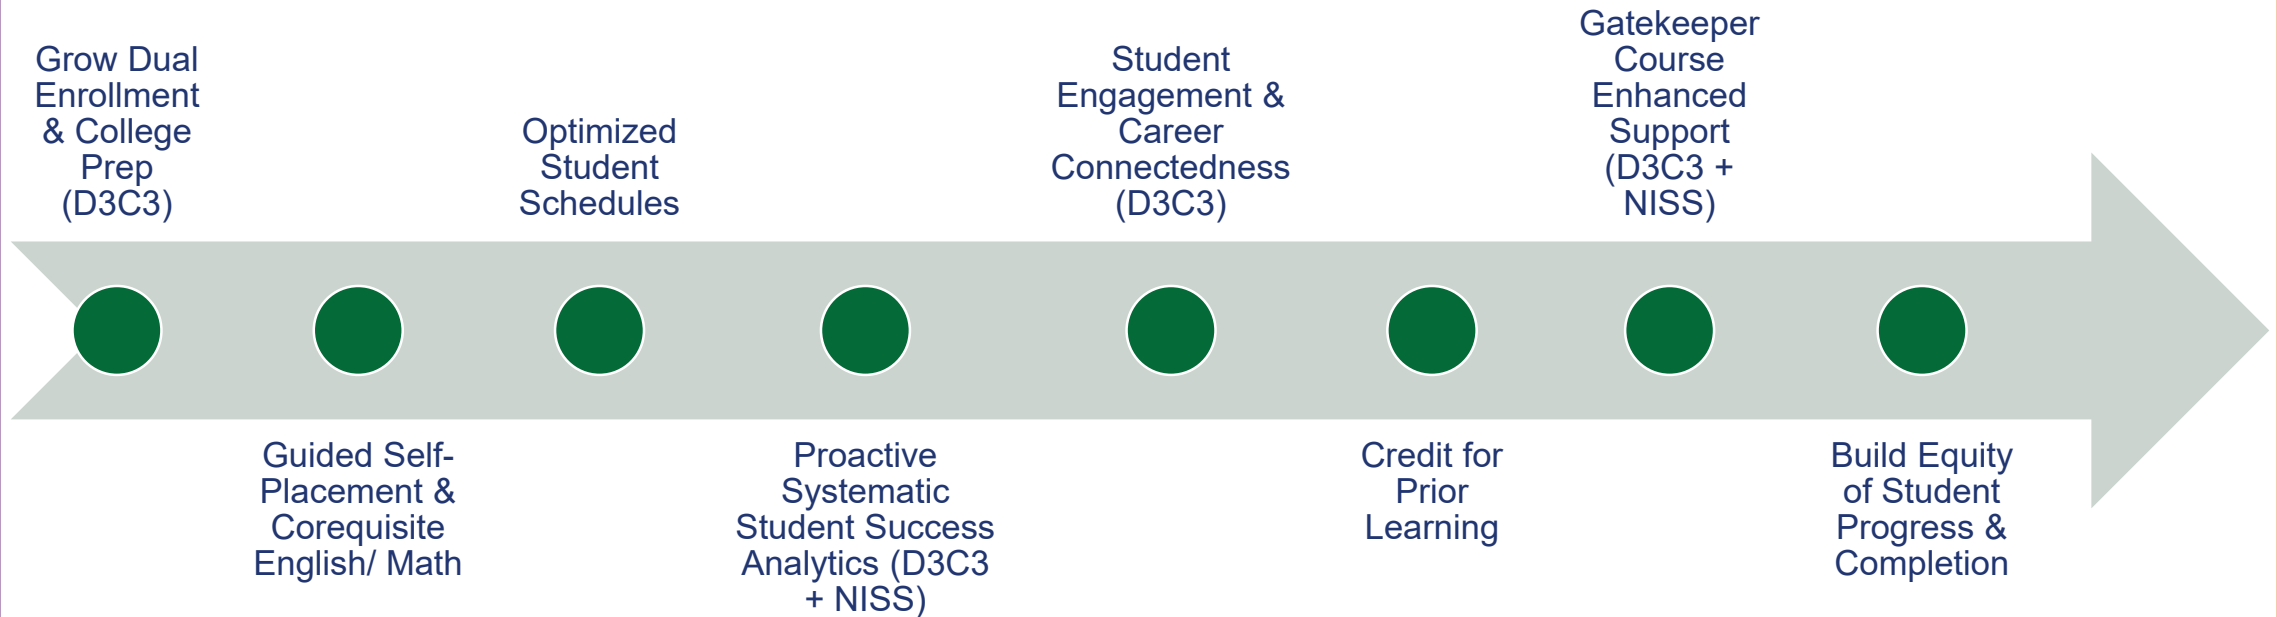 Grow Dual
Enrollment
& College
Prep
(D3C3)
Guided Self-
Placement &
Corequisite
English/ Math
Optimized
Student
Schedules
Proactive
Systematic
Student Success
Analytics (D3C3
+ NISS)
Student
Engagement &
Career
Connectedness
(D3C3)
Credit for
Prior
Learning
Gatekeeper
Course
Enhanced
Support
(D3C3 +
NISS)
Build Equity
of Student
Progress &
Completion